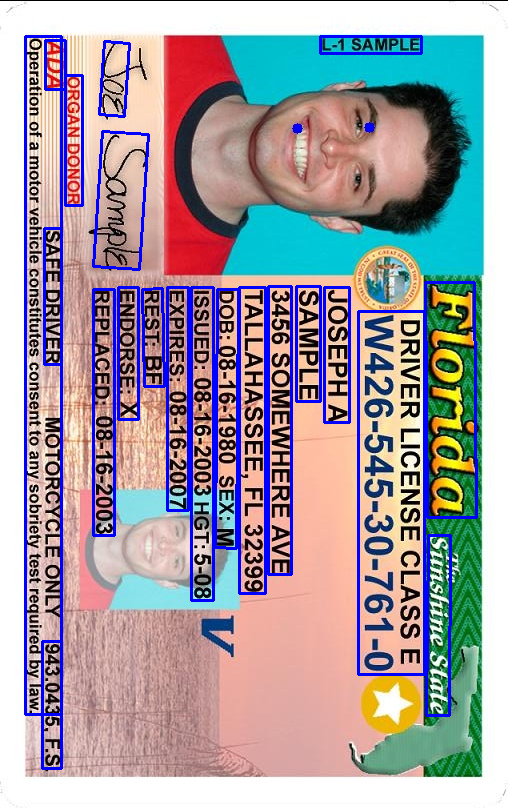 Florida
The Sunshine State
DRIVER LICENSE CLASS E
W426-545-30-761-0
JOSEPH A
SAMPLE
3456 SOMEWHERE AVE
TALLAHASSEE, FL 32399
DOB: 08-16-1980 SEX: M
ISSUED: 08-16-2003 HGT: 5-08
EXPIRES: 08-16-2007
REST: BF
ENDORSE: X
REPLACED: 08-16-2003
V
L-1 SAMPLE
Joe Sample
ORGAN DONOR
ADA SAFE DRIVER MOTORCYCLE ONLY 943.0435, F.S.
Operation of a motor vehicle constitutes consent to any sobriety test required by law.